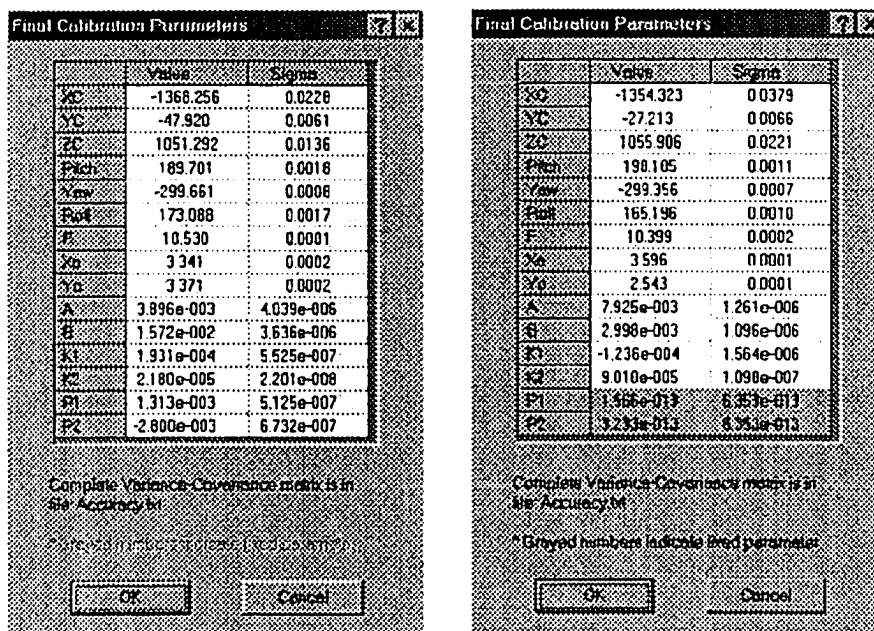 Final Calibration Parameters
Value Sigma
XC -1368.256 0.0228
YC -47.920 0.0061
ZC 1051.292 0.0136
Pitch 189.701 0.0018
Yaw -299.661 0.0008
Roll 173.088 0.0017
F 10.530 0.0001
Xo 3.341 0.0002
Yo 3.371 0.0002
A 3.896e-003 4.039e-006
B 1.572e-002 3.636e-006
K1 1.931e-004 5.525e-007
K2 2.180e-005 2.201e-008
P1 1.313e-003 5.125e-007
P2 -2.800e-003 6.732e-007
Complete Variance-Covariance matrix is in
file: Accuracy.txt
OK Cancel
Final Calibration Parameters
Value Sigma
XC -1354.323 0.0379
YC -27.213 0.0066
ZC 1055.906 0.0221
Pitch 190.105 0.0011
Yaw -299.356 0.0007
Roll 165.196 0.0010
F 10.399 0.0002
Xo 3.596 0.0001
Yo 2.543 0.0001
A 7.925e-003 1.261e-006
B 2.998e-003 1.096e-006
K1 -1.236e-004 1.564e-006
K2 9.010e-005 1.098e-007
P1
P2
Complete Variance-Covariance matrix is in
file: Accuracy.txt
* Greyed numbers indicate fixed parameter
OK Cancel